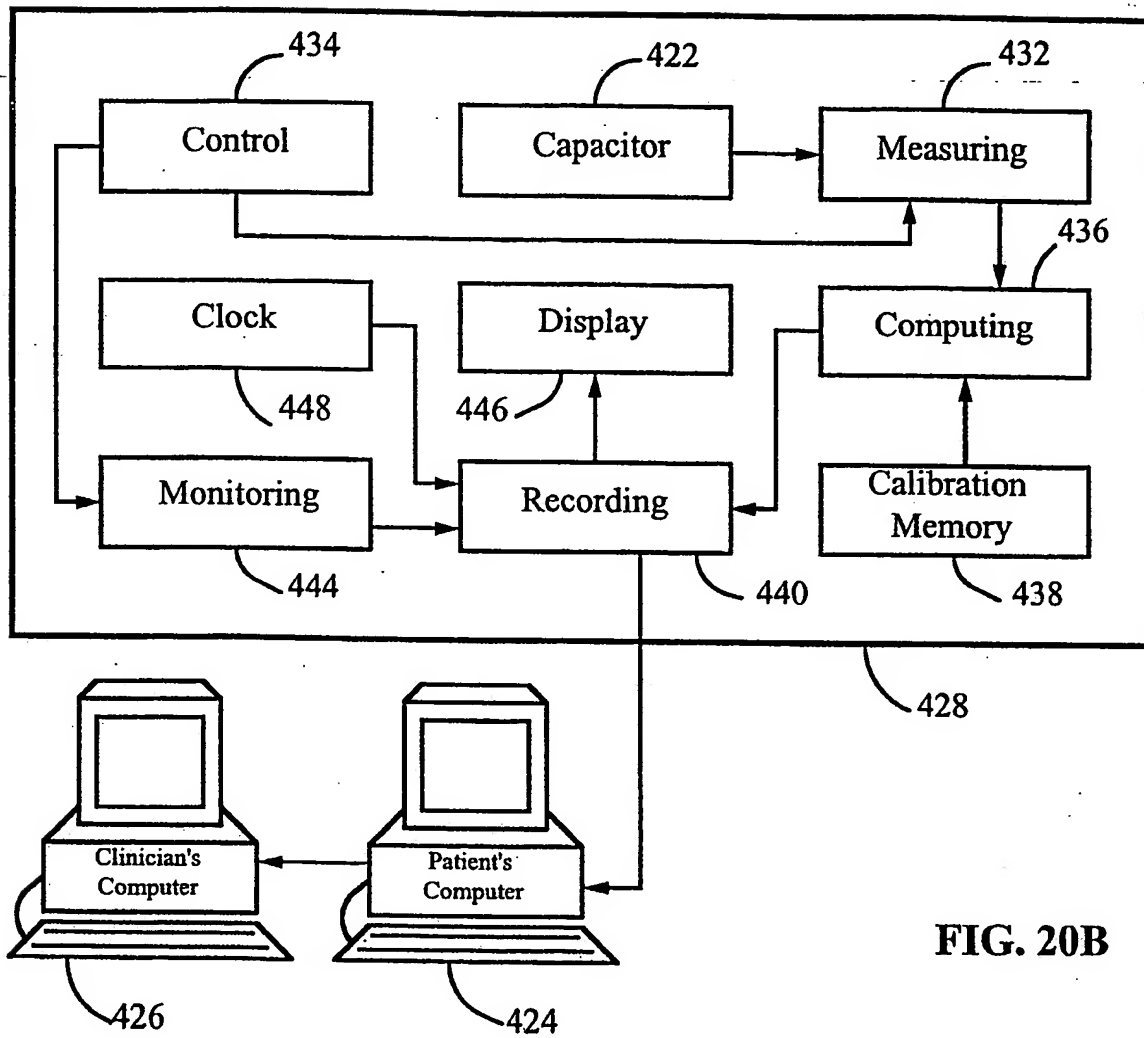 434
422
432
Control
Capacitor
Measuring
436
Clock
Display
Computing
448
446
Monitoring
Recording
Calibration
Memory
444
440
438
428
Clinician's
Computer
Patient's
Computer
FIG. 20B
426
424